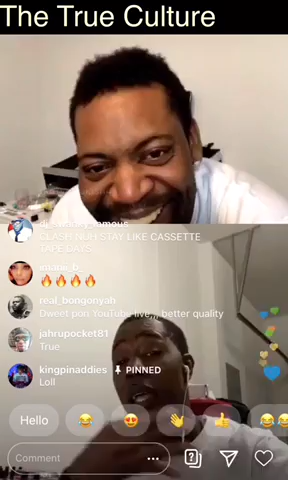 The True Culture
CLASH NUH STAY LIKE CASSETTE
TAPE DAYS
imanii_b_
🔥🔥🔥🔥
real_bongonyah
Dweet pon YouTube live,,, better quality
jahrupocket81
True
kingpinaddies PINNED
Loll
Hello 😂 😍 👋 👍 😂😂
Comment